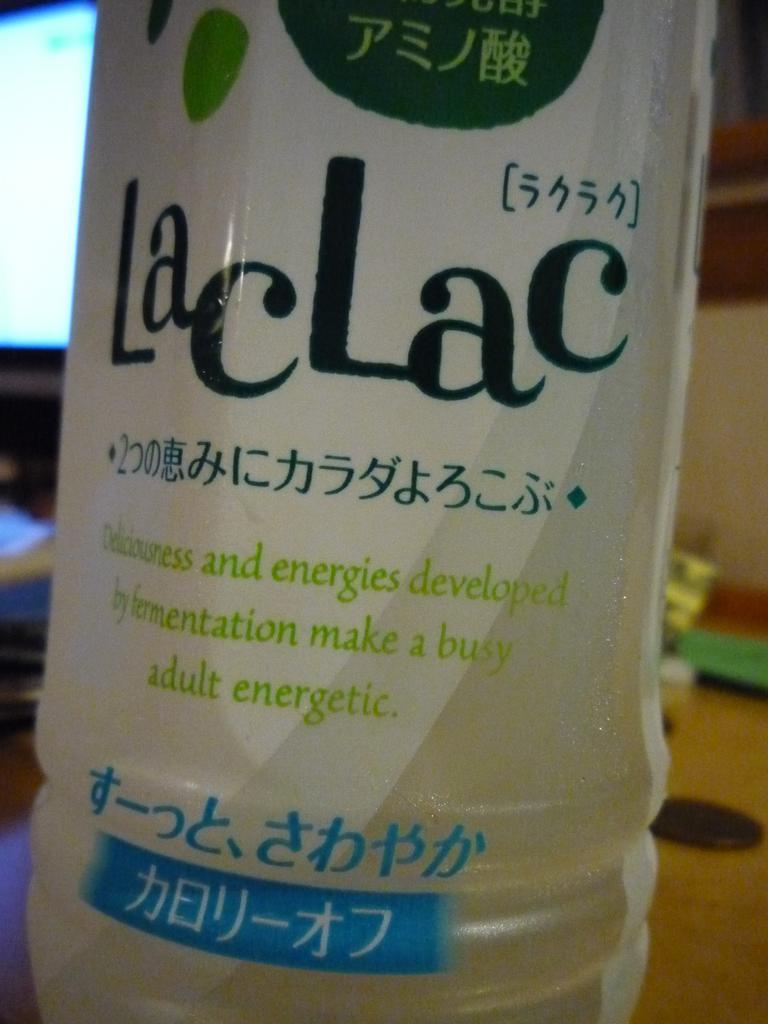 発酵
アミノ酸
LacLac
[ラクラク]
◆2つの恵みにカラダよろこぶ◆
Deliciousness and energies developed
by fermentation make a busy
adult energetic.
すーっと、さわやか
カロリーオフ